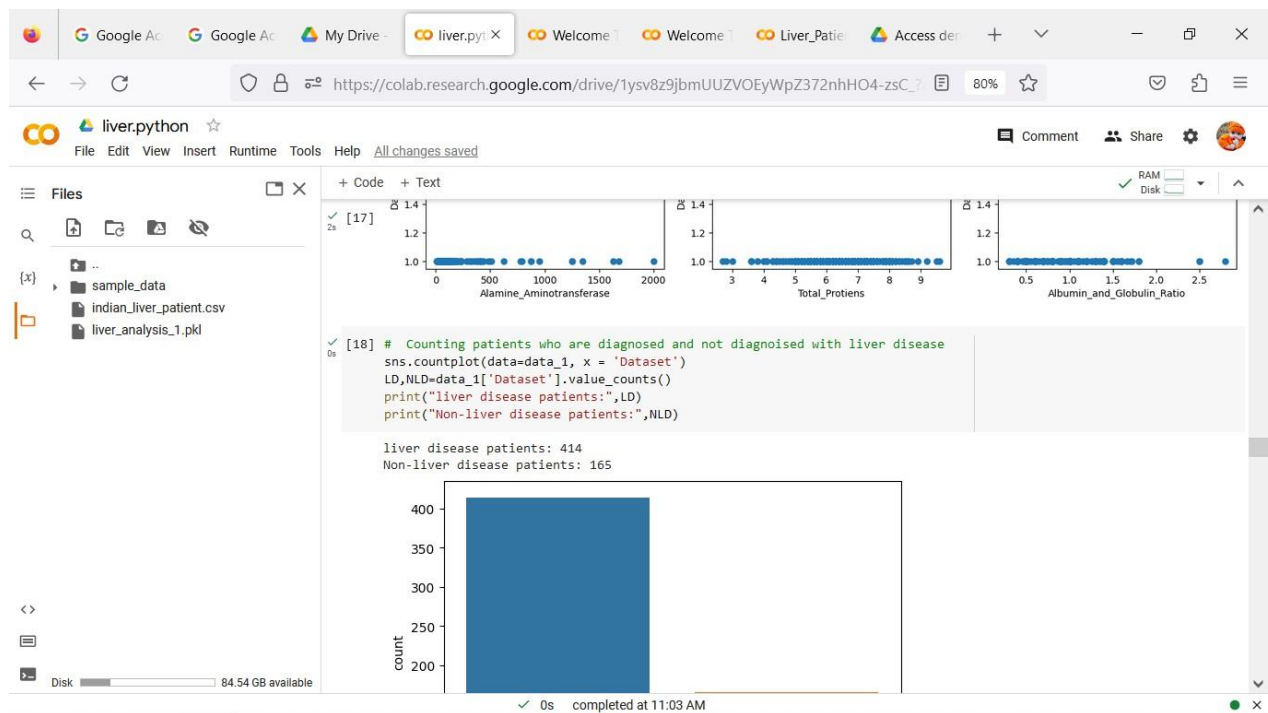 Google Ac
Google Ac
My Drive -
liver.pyt
Welcome T
Welcome T
Liver_Patie
Access den
https://colab.research.google.com/drive/1ysv8z9jbmUUZVOEyWpZ372nhHO4-zsC_?
80%
CO
liver.python
File Edit View Insert Runtime Tools Help All changes saved
Comment
Share
Files
+ Code + Text
RAM
Disk
{x}
..
sample_data
indian_liver_patient.csv
liver_analysis_1.pkl
[17]
2s
1.4
1.2
1.0
0 500 1000 1500 2000
Alamine_Aminotransferase
1.4
1.2
1.0
3 4 5 6 7 8 9
Total_Protiens
1.4
1.2
1.0
0.5 1.0 1.5 2.0 2.5
Albumin_and_Globulin_Ratio
[18] # Counting patients who are diagnosed and not diagnoised with liver disease
0s
sns.countplot(data=data_1, x = 'Dataset')
LD,NLD=data_1['Dataset'].value_counts()
print("liver disease patients:",LD)
print("Non-liver disease patients:",NLD)
liver disease patients: 414
Non-liver disease patients: 165
400
350
300
250
200
count
Disk
84.54 GB available
0s completed at 11:03 AM